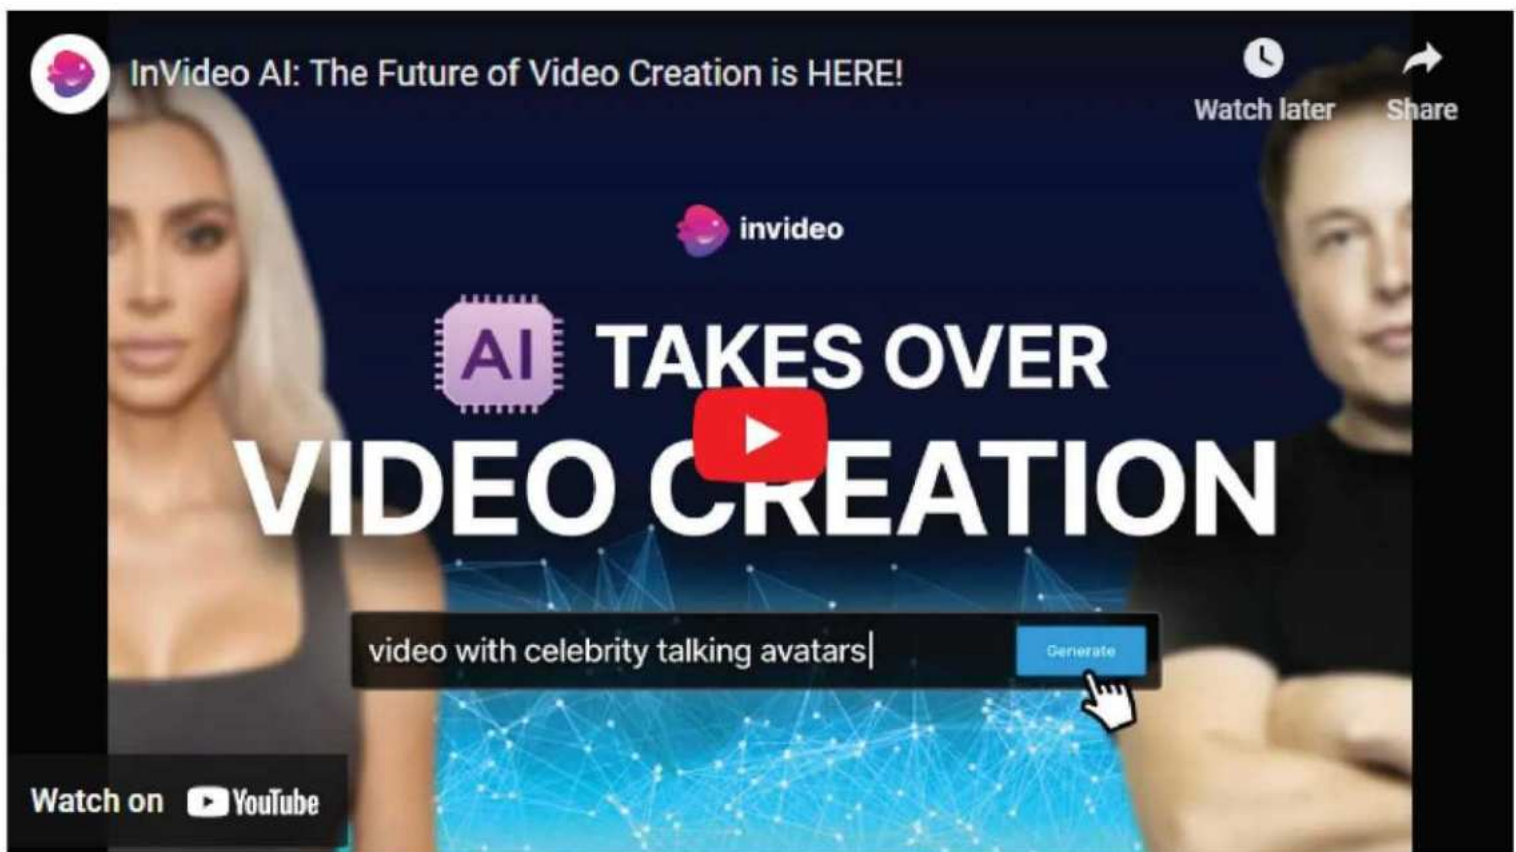 InVideo AI: The Future of Video Creation is HERE!
Watch later
Share
invideo
AI TAKES OVER
VIDEO CREATION
video with celebrity talking avatars
Generate
Watch on YouTube